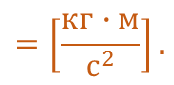 = [кг · м / с²] .